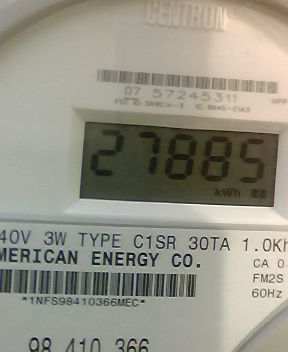 CENTRON
07 57245311
27885
kWh
40V 3W TYPE C1SR 30TA 1.0Kh
MERICAN ENERGY CO.
CA 0
FM2S
60Hz
*1NFS98410366MEC*
98 410 366